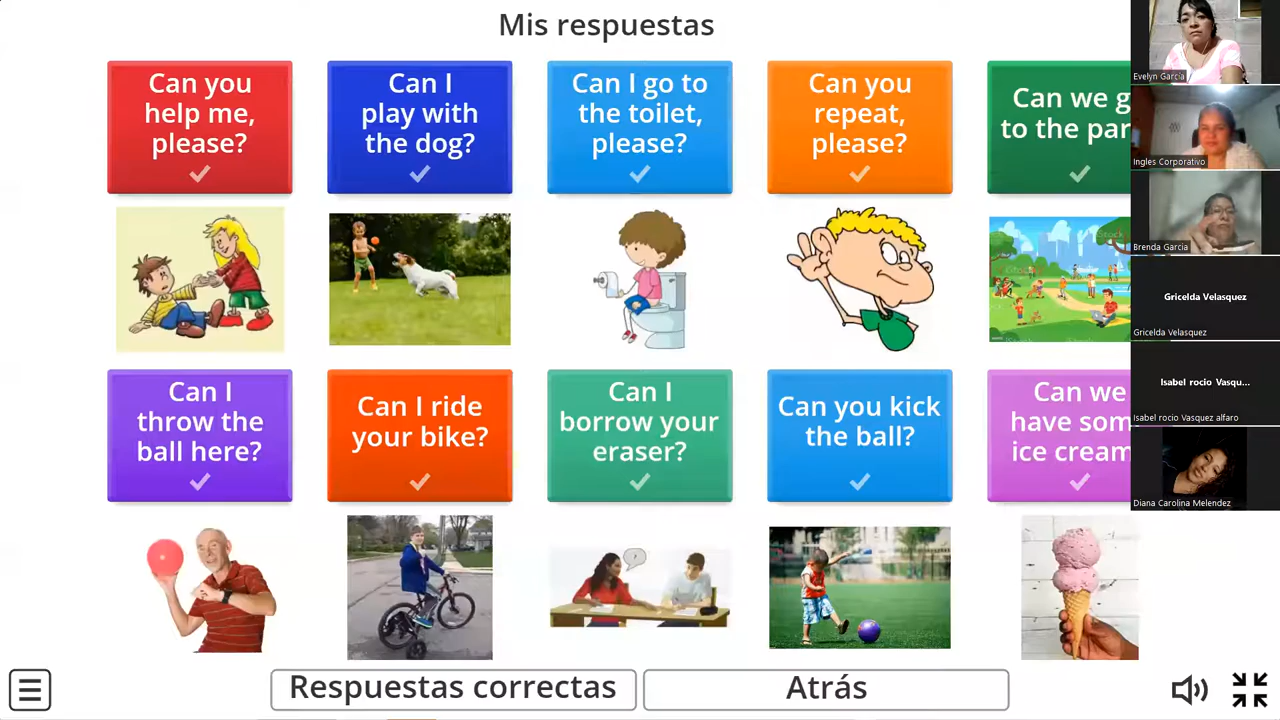 Mis respuestas
Can you
help me,
please?
Can I
play with
the dog?
Can I go to
the toilet,
please?
Can you
repeat,
please?
Can we g
to the par
Can I
throw the
ball here?
Can I ride
your bike?
Can I
borrow your
eraser?
Can you kick
the ball?
Can we
have som
ice cream
Respuestas correctas
Atrás
Evelyn García
Ingles Corporativo
Brenda Garcia
Gricelda Velasquez
Gricelda Velasquez
Isabel rocio Vasqu...
Isabel rocio Vasquez alfaro
Diana Carolina Melendez